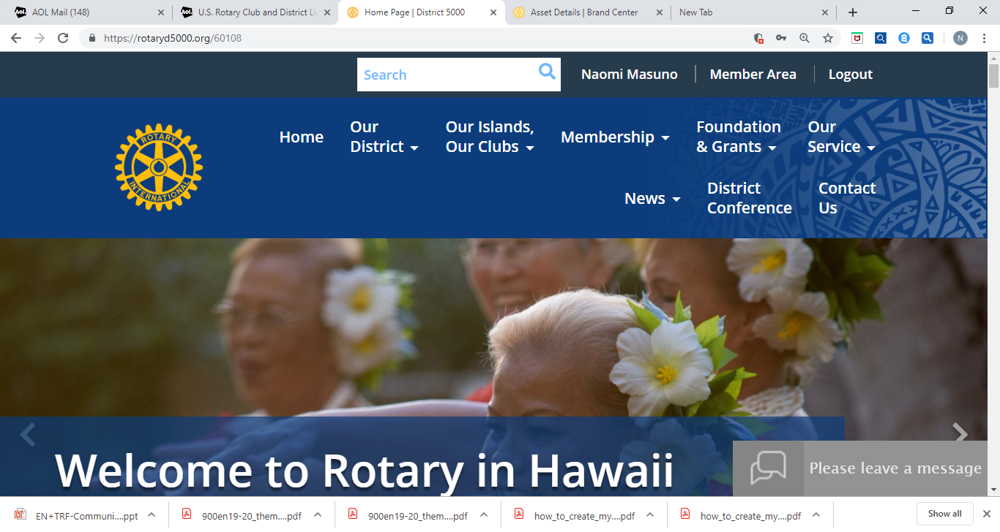 AOL Mail (148)
U.S. Rotary Club and District Li
Home Page | District 5000
Asset Details | Brand Center
New Tab
https://rotaryd5000.org/60108
N
Search
Naomi Masuno
Member Area
Logout
ROTARY
INTERNATIONAL
Home
Our
District
Our Islands,
Our Clubs
Membership
Foundation
& Grants
Our
Service
News
District
Conference
Contact
Us
Welcome to Rotary in Hawaii
Please leave a message
EN+TRF-Communi....ppt
900en19-20_them....pdf
900en19-20_them....pdf
how_to_create_my....pdf
how_to_create_my....pdf
Show all